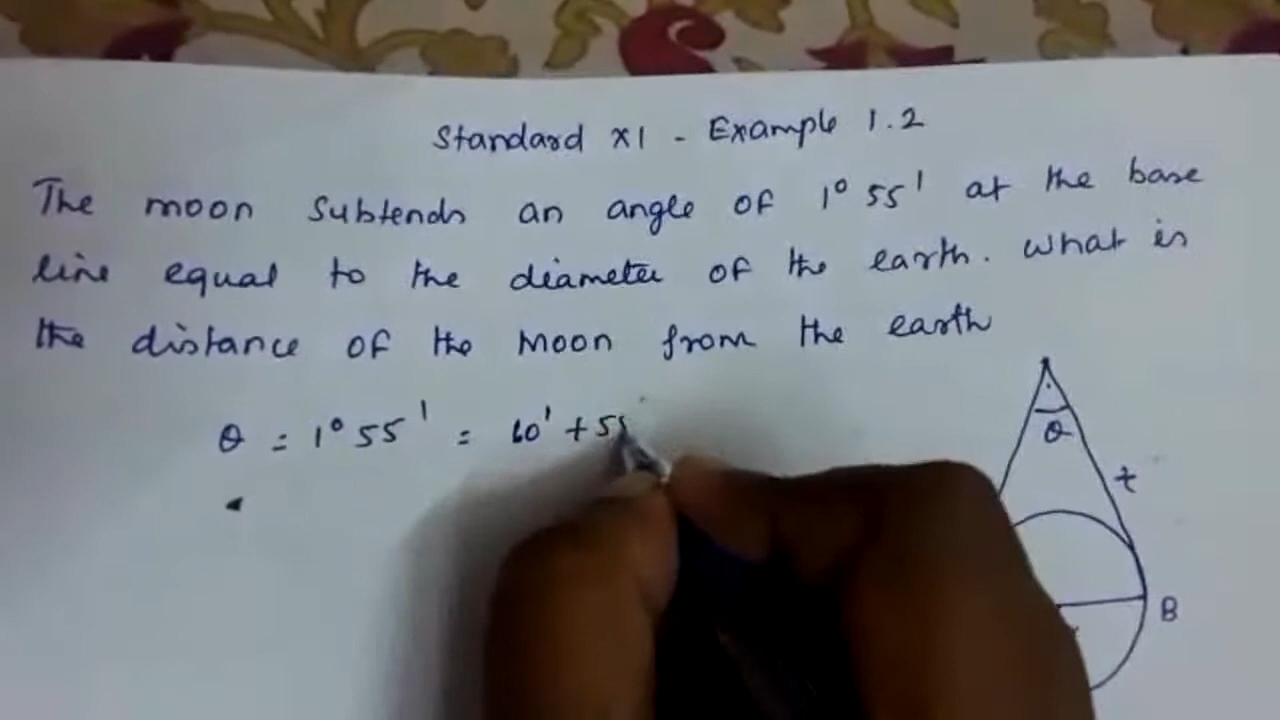 Standard XI - Example 1.2
The moon subtends an angle of 1° 55' at the base
line equal to the diameter of the earth. What is
the distance of the moon from the earth
θ = 1° 55' = 60' + 55
θ
t
B